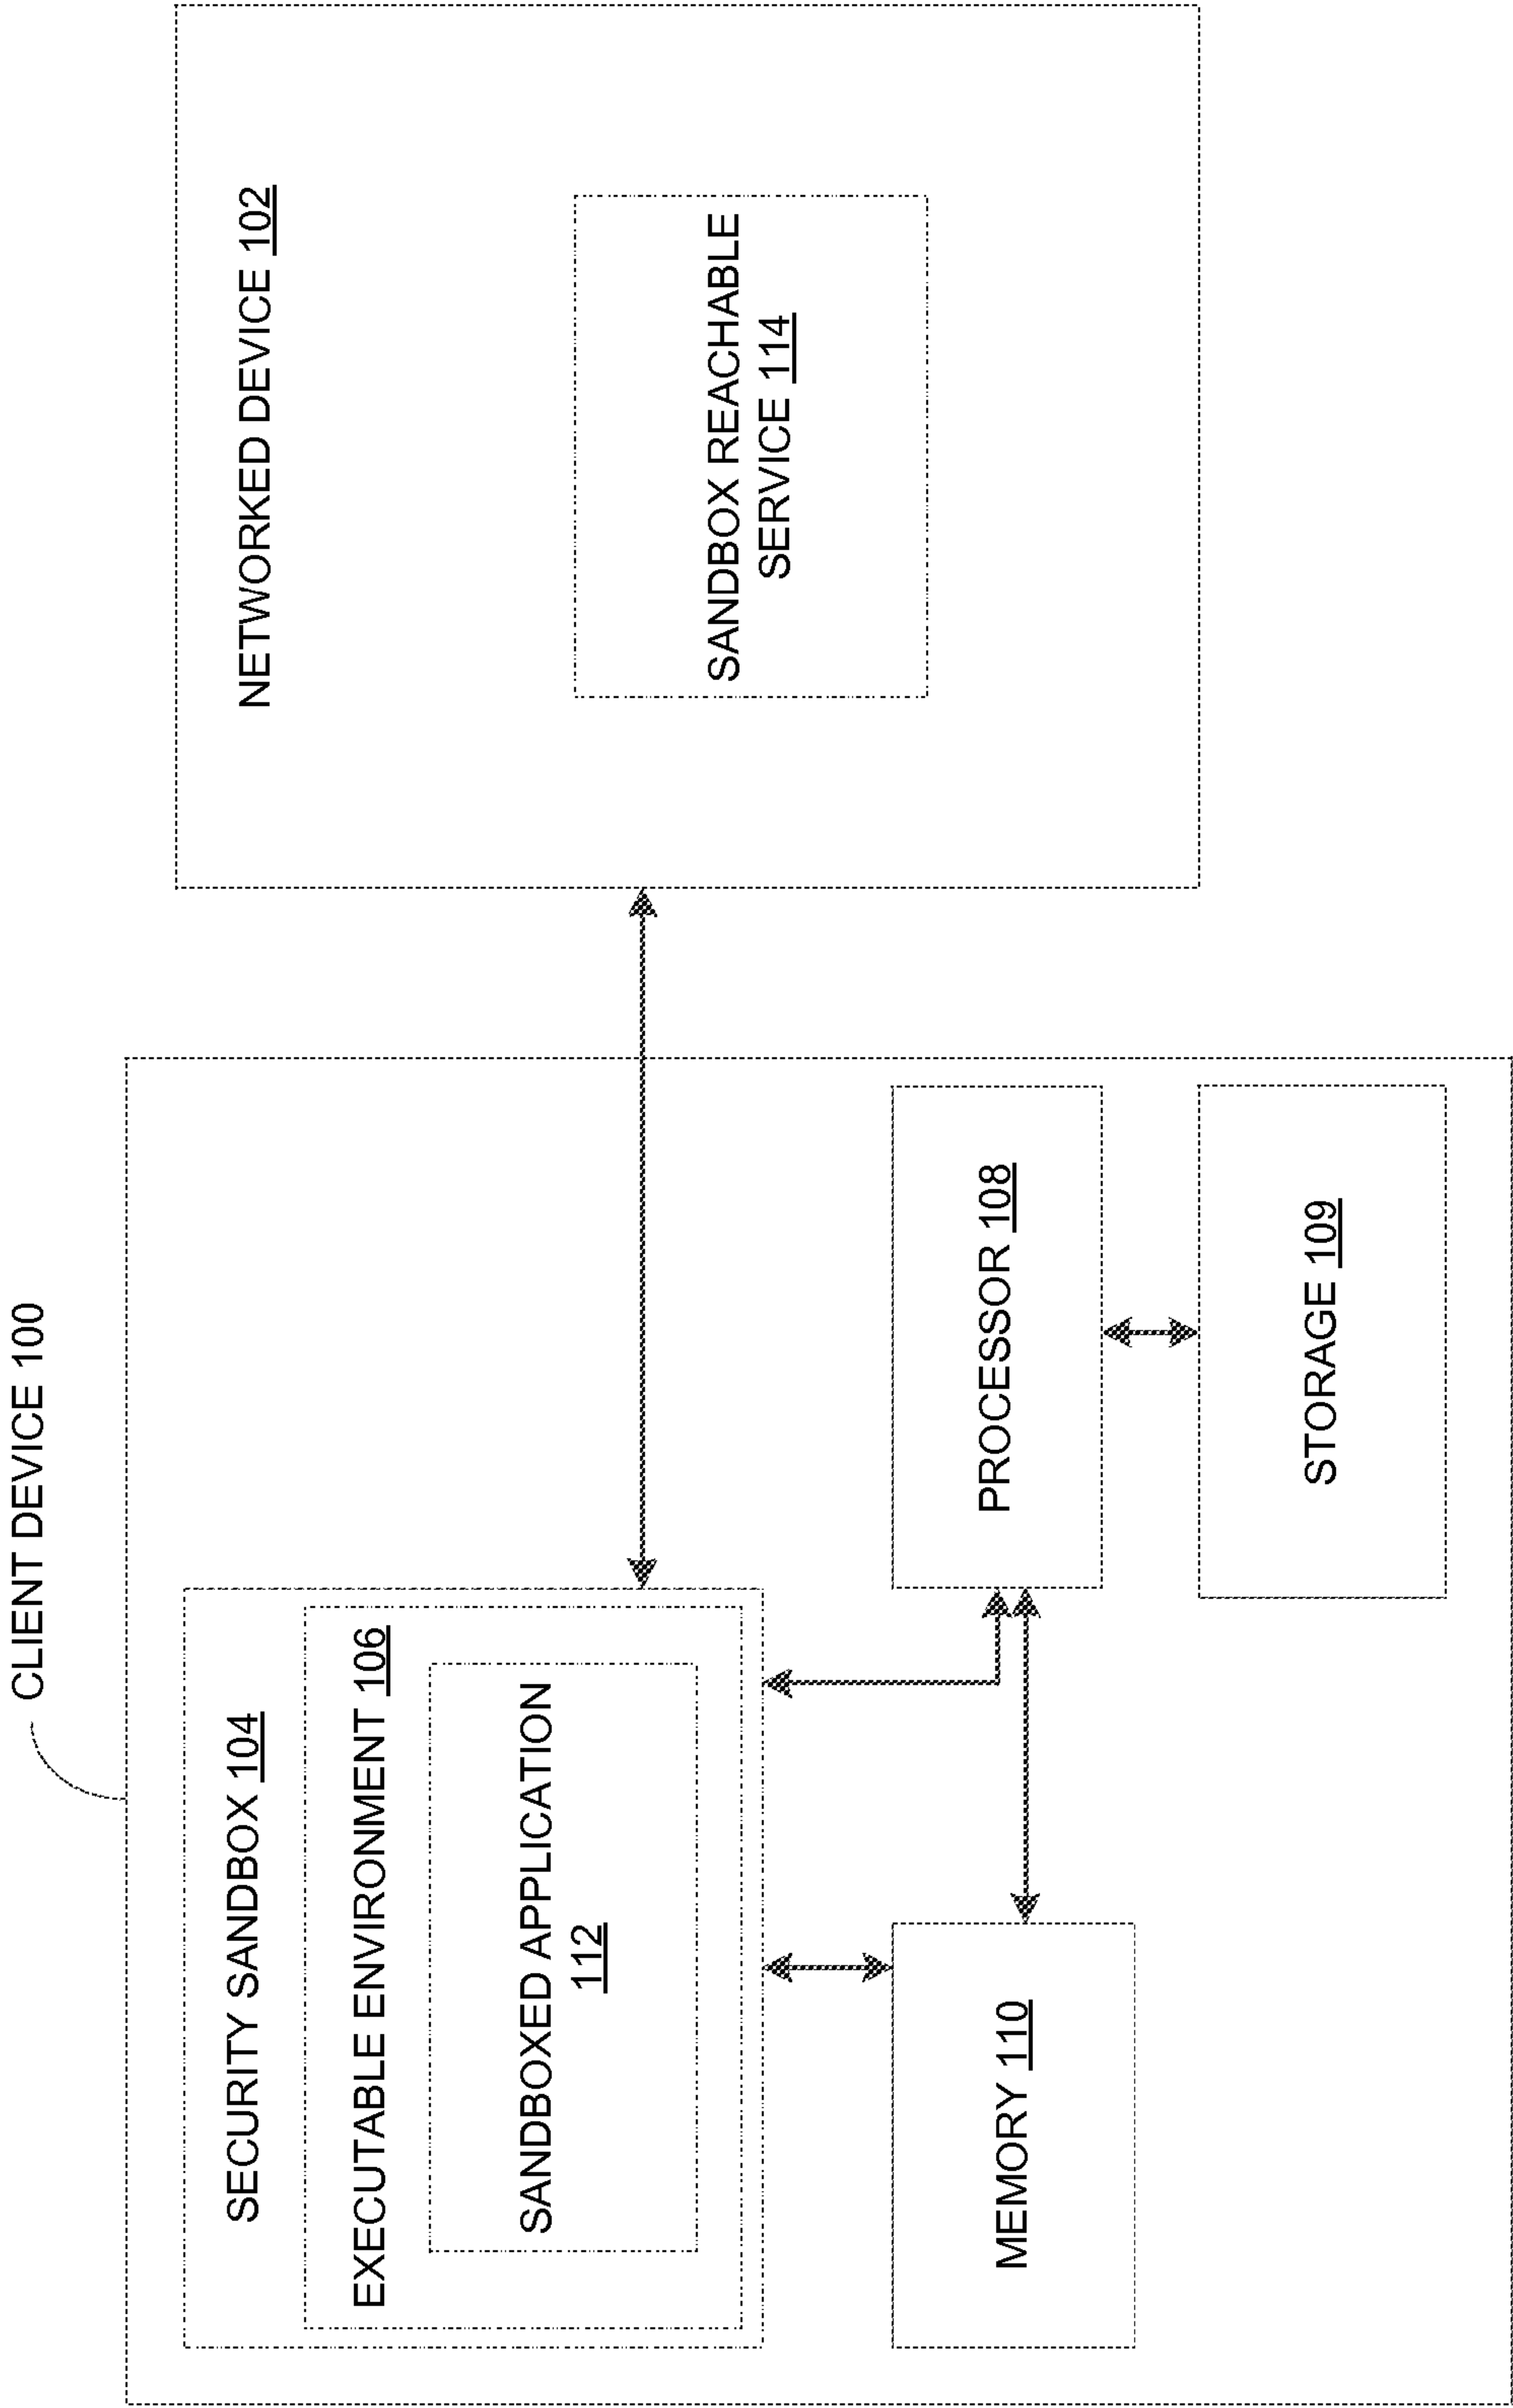 CLIENT DEVICE 100
SECURITY SANDBOX 104
EXECUTABLE ENVIRONMENT 106
SANDBOXED APPLICATION
112
MEMORY 110
PROCESSOR 108
STORAGE 109
NETWORKED DEVICE 102
SANDBOX REACHABLE
SERVICE 114